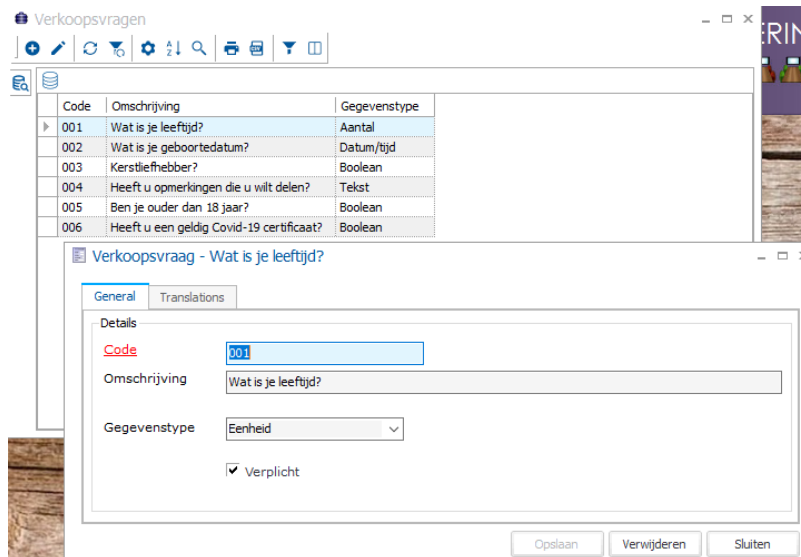 Verkoopsvragen
Code Omschrijving Gegevenstype
001 Wat is je leeftijd? Aantal
002 Wat is je geboortedatum? Datum/tijd
003 Kerstliefhebber? Boolean
004 Heeft u opmerkingen die u wilt delen? Tekst
005 Ben je ouder dan 18 jaar? Boolean
006 Heeft u een geldig Covid-19 certificaat? Boolean
Verkoopsvraag - Wat is je leeftijd?
General Translations
Details
Code 001
Omschrijving Wat is je leeftijd?
Gegevenstype Eenheid
Verplicht
Opslaan Verwijderen Sluiten